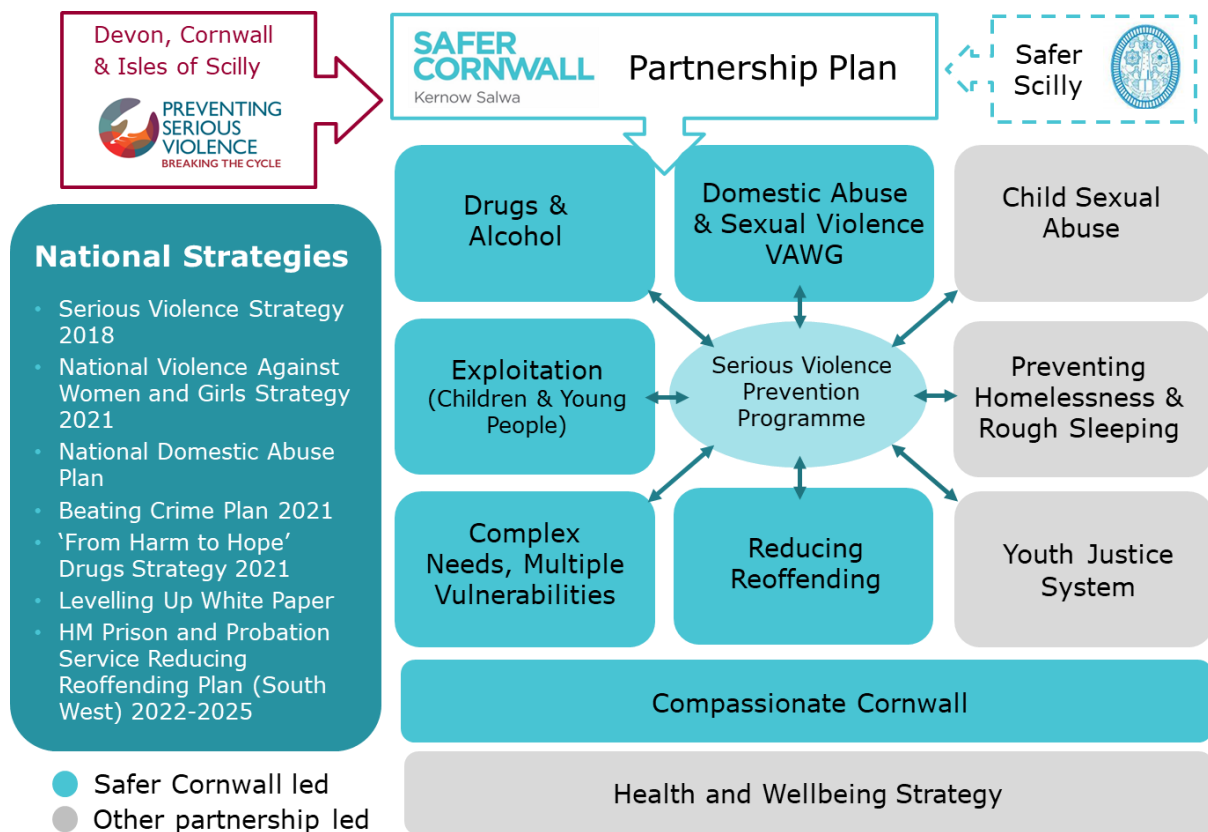 Devon, Cornwall
& Isles of Scilly
PREVENTING
SERIOUS
VIOLENCE
BREAKING THE CYCLE
SAFER
CORNWALL
Kernow Salwa
Partnership Plan
Safer
Scilly
National Strategies
• Serious Violence Strategy
2018
• National Violence Against
Women and Girls Strategy
2021
• National Domestic Abuse
Plan
• Beating Crime Plan 2021
• ‘From Harm to Hope’
Drugs Strategy 2021
• Levelling Up White Paper
• HM Prison and Probation
Service Reducing
Reoffending Plan (South
West) 2022-2025
Drugs &
Alcohol
Domestic Abuse
& Sexual Violence
VAWG
Child Sexual
Abuse
Exploitation
(Children & Young
People)
Serious Violence
Prevention
Programme
Preventing
Homelessness &
Rough Sleeping
Complex
Needs, Multiple
Vulnerabilities
Reducing
Reoffending
Youth Justice
System
Compassionate Cornwall
Health and Wellbeing Strategy
Safer Cornwall led
Other partnership led